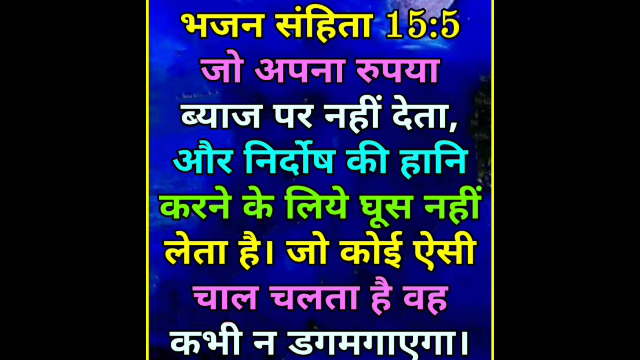 भजन संहिता 15:5
जो अपना रुपया
ब्याज पर नहीं देता,
और निर्दोष की हानि
करने के लिये घूस नहीं
लेता है। जो कोई ऐसी
चाल चलता है वह
कभी न डगमगाएगा।